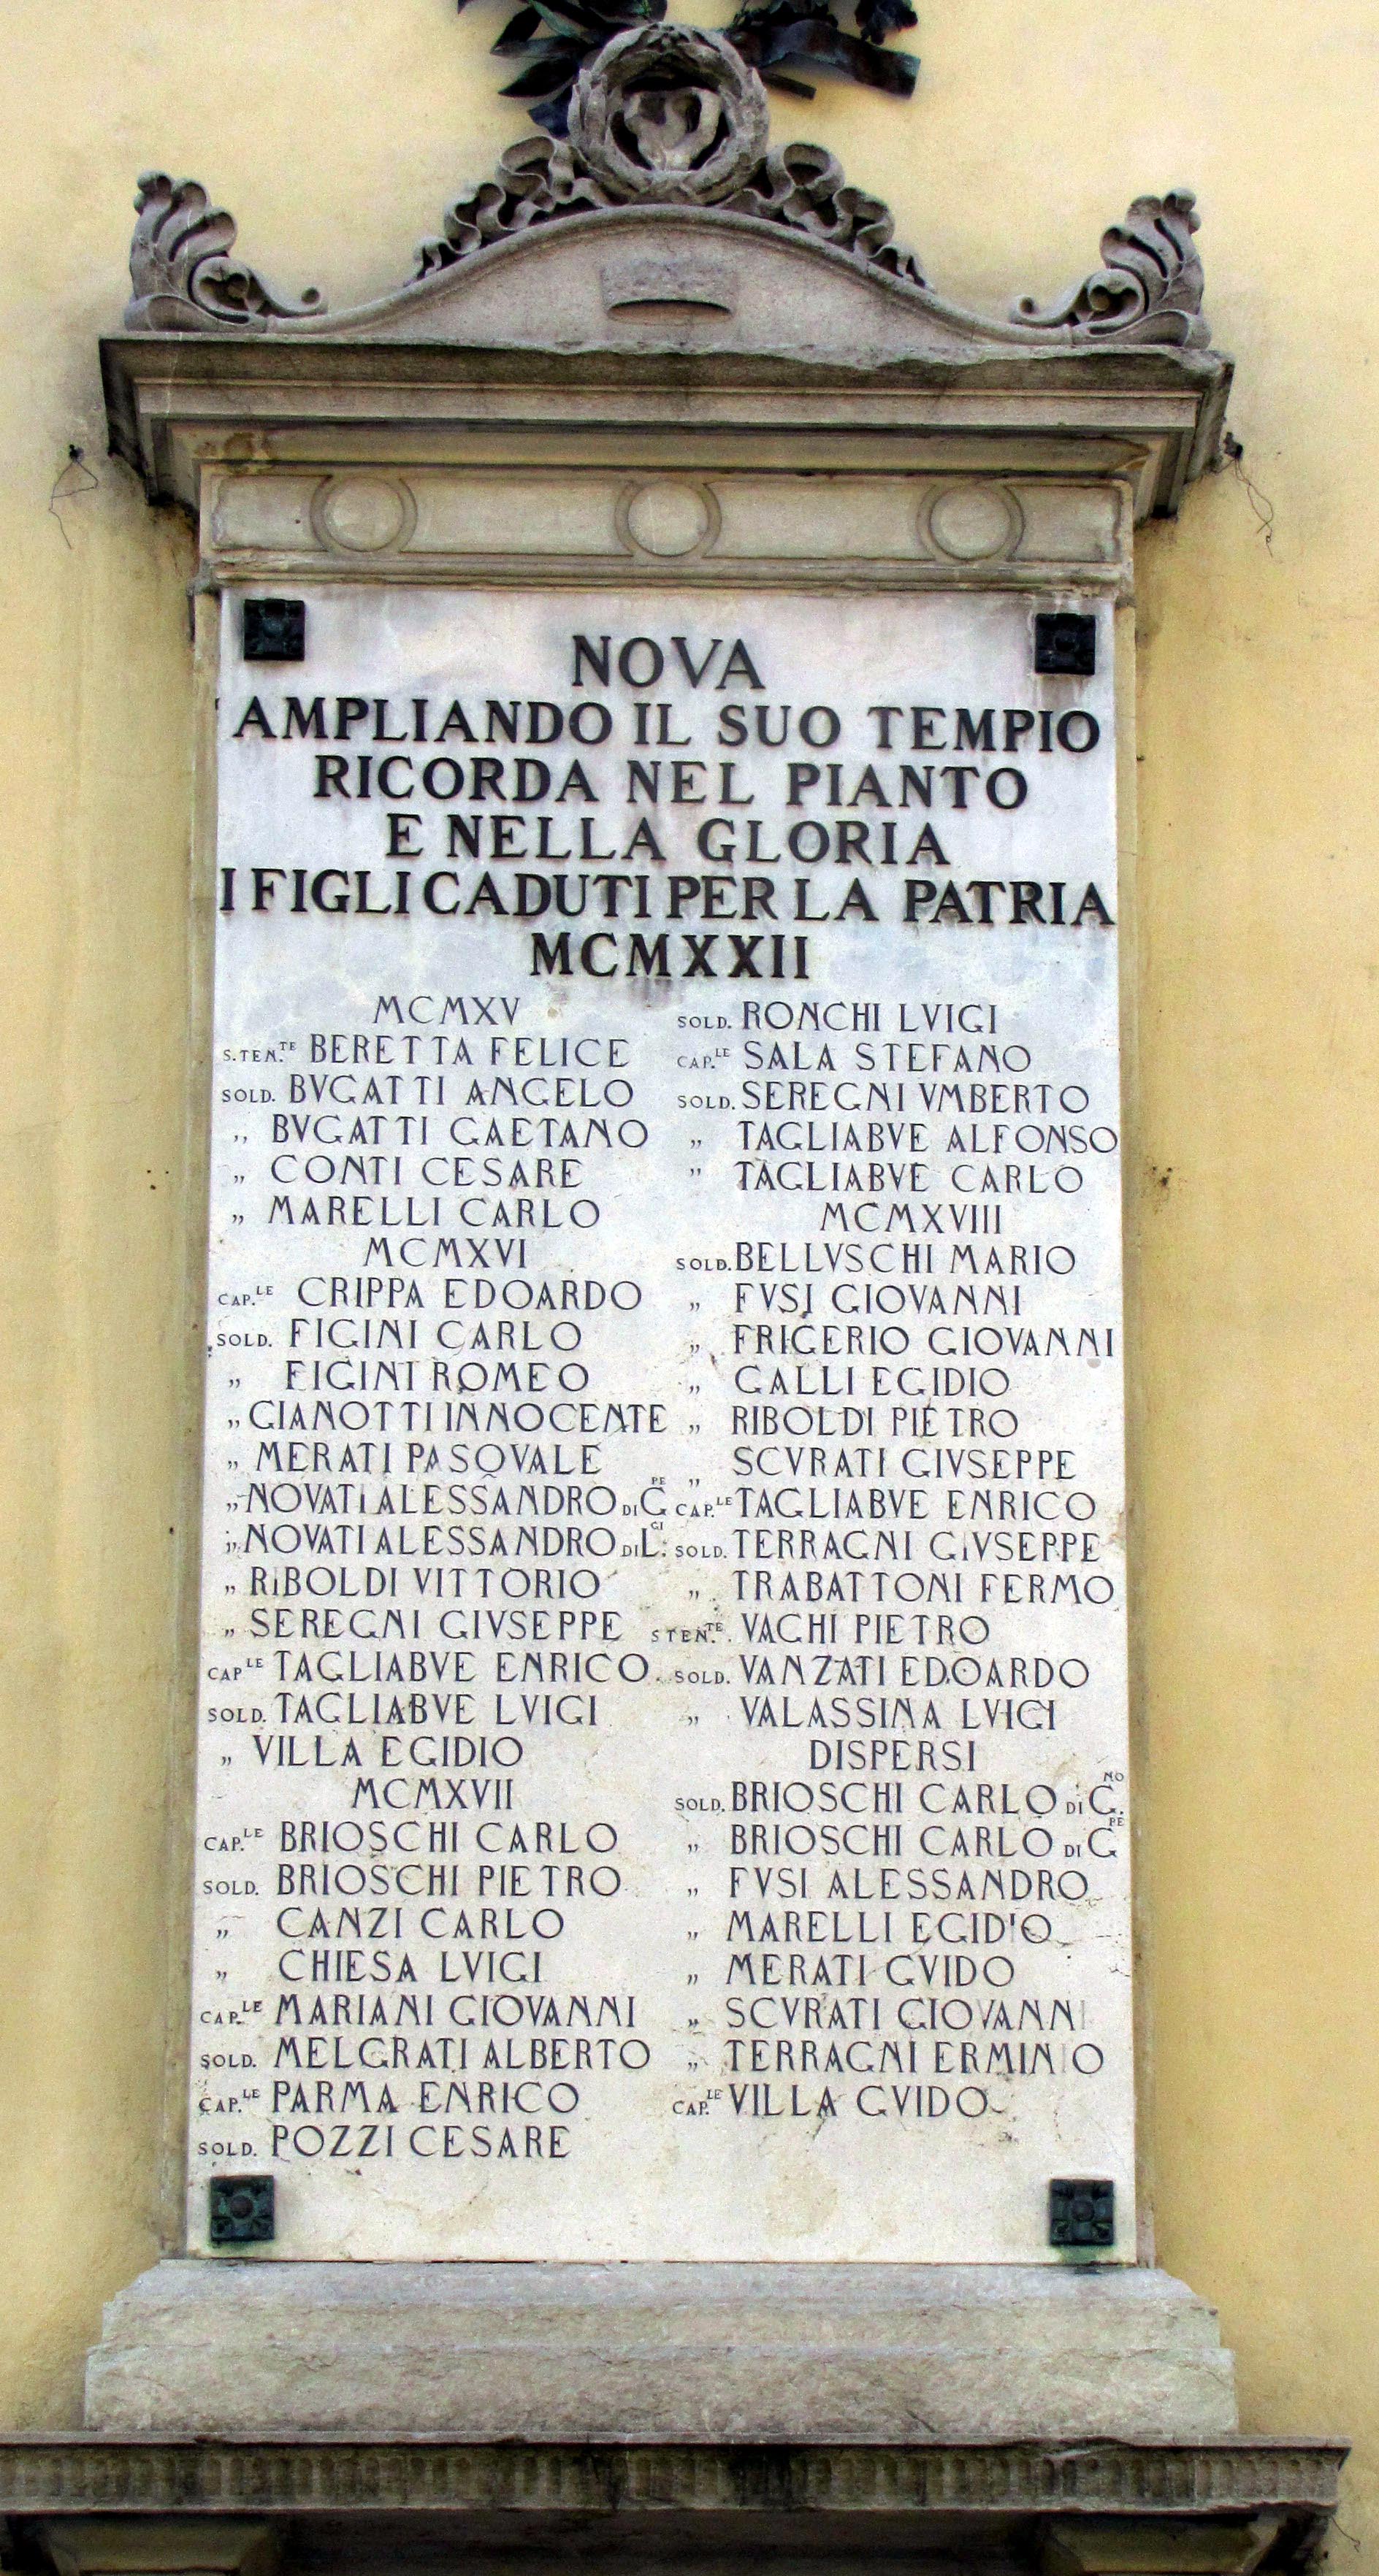 NOVA
AMPLIANDO IL SUO TEMPIO
RICORDA NEL PIANTO
E NELLA GLORIA
I FIGLI CADUTI PER LA PATRIA
MCMXXII
MCMXV
S.TEN.TE BERETTA FELICE
SOLD. BVGATTI ANGELO
„ BVGATTI GAETANO
„ CONTI CESARE
„ MARELLI CARLO
MCMXVI
CAP.LE CRIPPA EDOARDO
SOLD. FIGINI CARLO
„ FIGINI ROMEO
„ GIANOTTI INNOCENTE
„ MERATI PASQVALE
„ NOVATI ALESSANDRO DI G.PE
„ NOVATI ALESSANDRO DI L.GI
„ RIBOLDI VITTORIO
„ SEREGNI GIVSEPPE
CAP.LE TAGLIABVE ENRICO
SOLD. TAGLIABVE LVIGI
„ VILLA EGIDIO
MCMXVII
CAP.LE BRIOSCHI CARLO
SOLD. BRIOSCHI PIETRO
„ CANZI CARLO
„ CHIESA LVIGI
CAP.LE MARIANI GIOVANNI
SOLD. MELGRATI ALBERTO
CAP.LE PARMA ENRICO
SOLD. POZZI CESARE
SOLD. RONCHI LVIGI
CAP.LE SALA STEFANO
SOLD. SEREGNI VMBERTO
„ TAGLIABVE ALFONSO
„ TAGLIABVE CARLO
MCMXVIII
SOLD. BELLVSCHI MARIO
„ FVSI GIOVANNI
„ FRIGERIO GIOVANNI
„ GALLI EGIDIO
„ RIBOLDI PIETRO
„ SCVRATI GIVSEPPE
CAP.LE TAGLIABVE ENRICO
SOLD. TERRAGNI GIVSEPPE
„ TRABATTONI FERMO
S TEN.TE VAGHI PIETRO
SOLD. VANZATI EDOARDO
„ VALASSINA LVIGI
DISPERSI
SOLD. BRIOSCHI CARLO DI G.NO
„ BRIOSCHI CARLO DI G.PE
„ FVSI ALESSANDRO
„ MARELLI EGIDIO
„ MERATI GVIDO
„ SCVRATI GIOVANNI
„ TERRAGNI ERMINIO
CAP.LE VILLA GVIDO